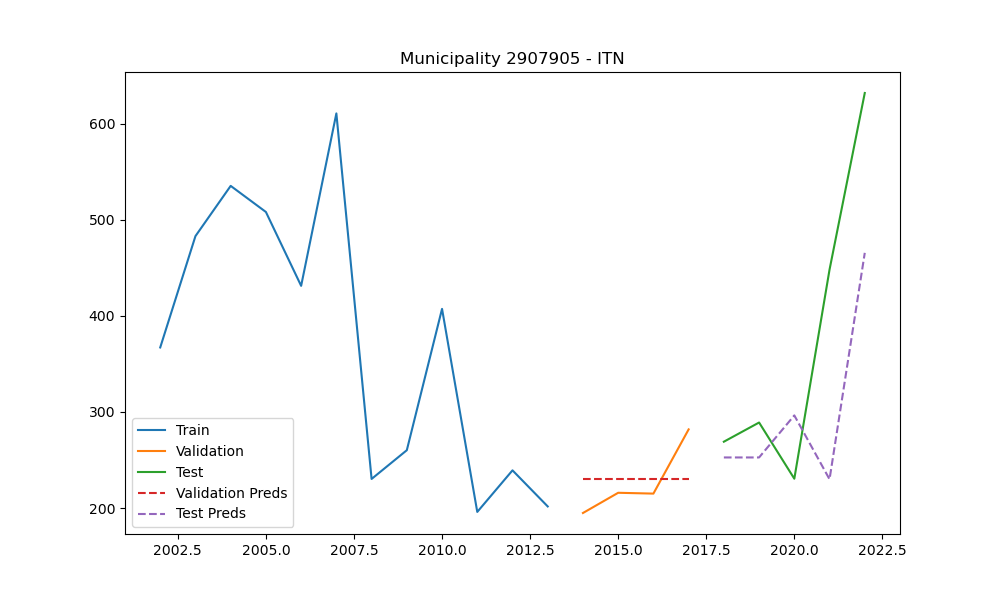 Municipality 2907905 - ITN
600
500
400
300
200
Train
Validation
Test
Validation Preds
Test Preds
2002.5 2005.0 2007.5 2010.0 2012.5 2015.0 2017.5 2020.0 2022.5